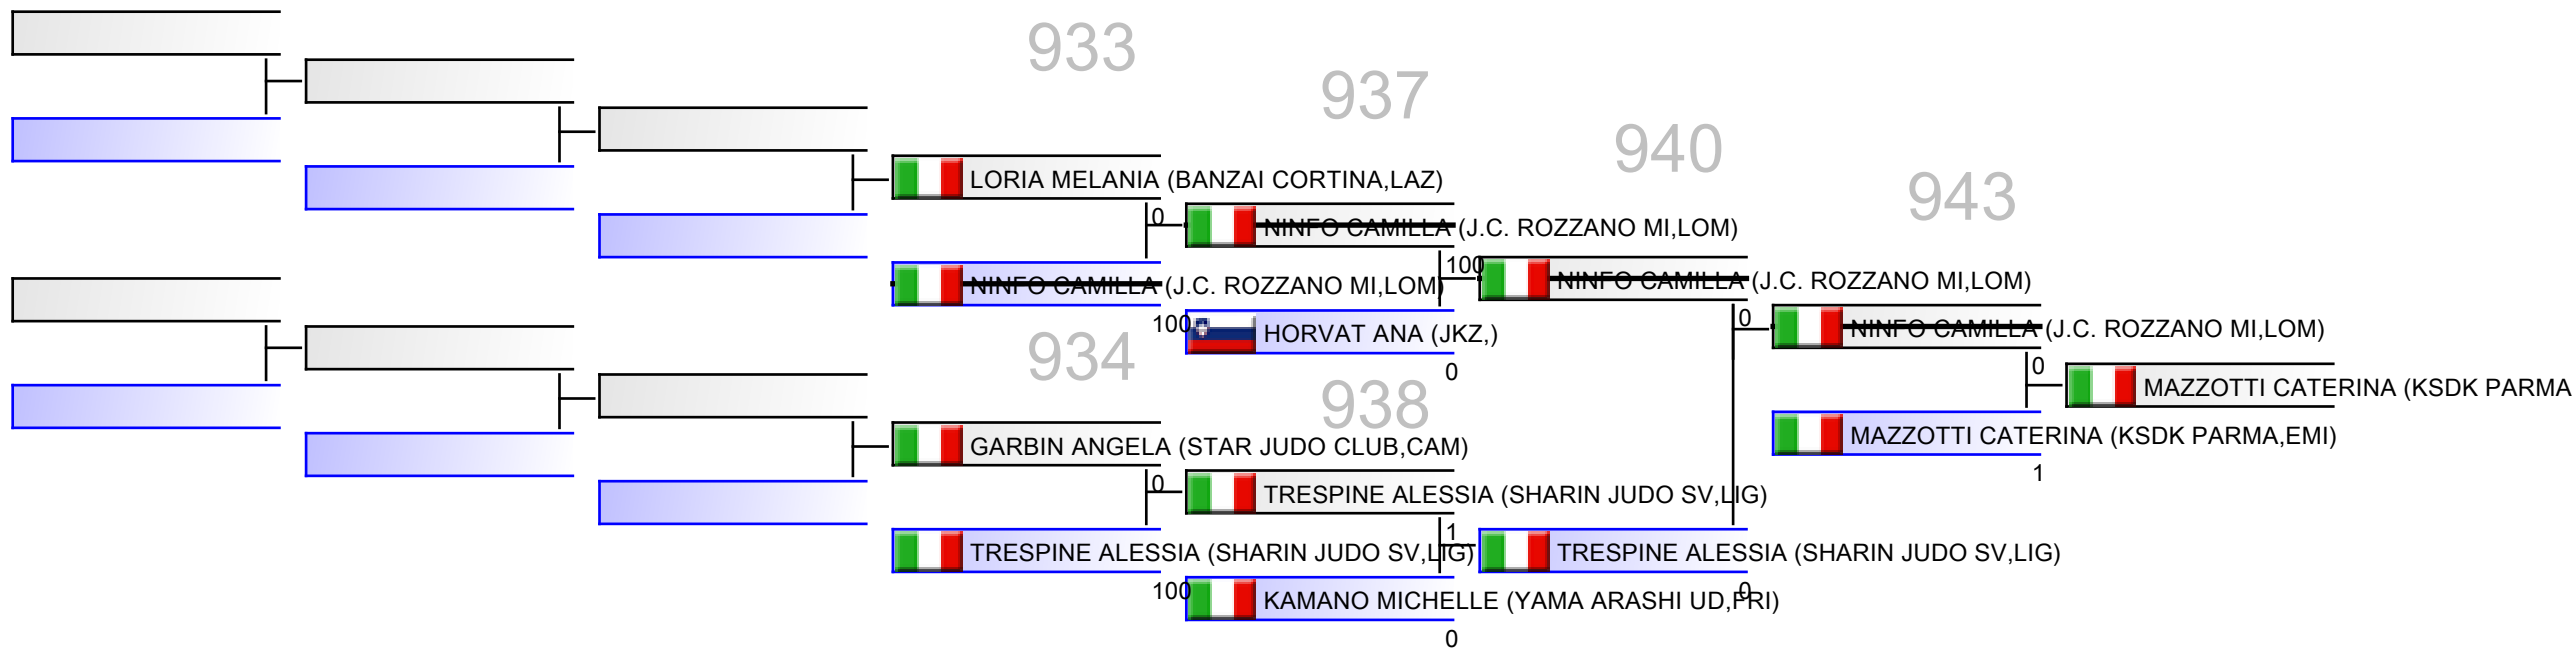 933
937
940
943
LORIA MELANIA (BANZAI CORTINA,LAZ)
0
NINFO CAMILLA (J.C. ROZZANO MI,LOM)
NINFO CAMILLA (J.C. ROZZANO MI,LOM)
100
NINFO CAMILLA (J.C. ROZZANO MI,LOM)
100
HORVAT ANA (JKZ,)
0
0
NINFO CAMILLA (J.C. ROZZANO MI,LOM)
934
938
0
MAZZOTTI CATERINA (KSDK PARMA
MAZZOTTI CATERINA (KSDK PARMA,EMI)
1
GARBIN ANGELA (STAR JUDO CLUB,CAM)
0
TRESPINE ALESSIA (SHARIN JUDO SV,LIG)
TRESPINE ALESSIA (SHARIN JUDO SV,LIG)
1
TRESPINE ALESSIA (SHARIN JUDO SV,LIG)
100
KAMANO MICHELLE (YAMA ARASHI UD,FRI)
0
0